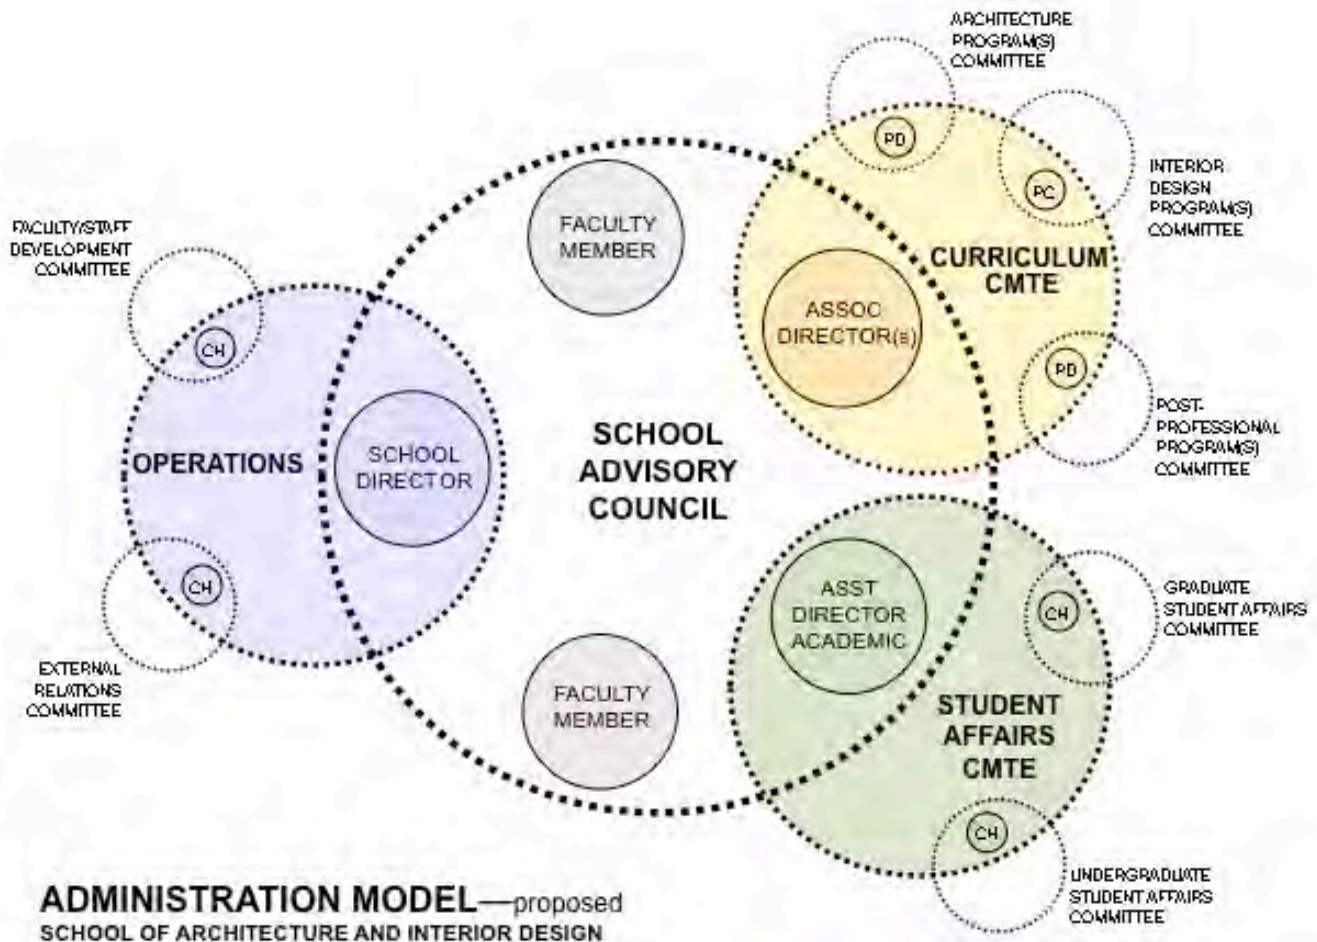 ARCHITECTURE
PROGRAM(S)
COMMITTEE
PD
INTERIOR
DESIGN
PROGRAM(S)
COMMITTEE
PC
FACULTY
MEMBER
FACULTY/STAFF
DEVELOPMENT
COMMITTEE
CURRICULUM
CMTE
ASSOC
DIRECTOR(s)
CH
PD
POST-
PROFESSIONAL
PROGRAM(S)
COMMITTEE
OPERATIONS
SCHOOL
DIRECTOR
SCHOOL
ADVISORY
COUNCIL
CH
ASST
DIRECTOR
ACADEMIC
CH
GRADUATE
STUDENT AFFAIRS
COMMITTEE
EXTERNAL
RELATIONS
COMMITTEE
FACULTY
MEMBER
STUDENT
AFFAIRS
CMTE
CH
UNDERGRADUATE
STUDENT AFFAIRS
COMMITTEE
ADMINISTRATION MODEL—proposed
SCHOOL OF ARCHITECTURE AND INTERIOR DESIGN